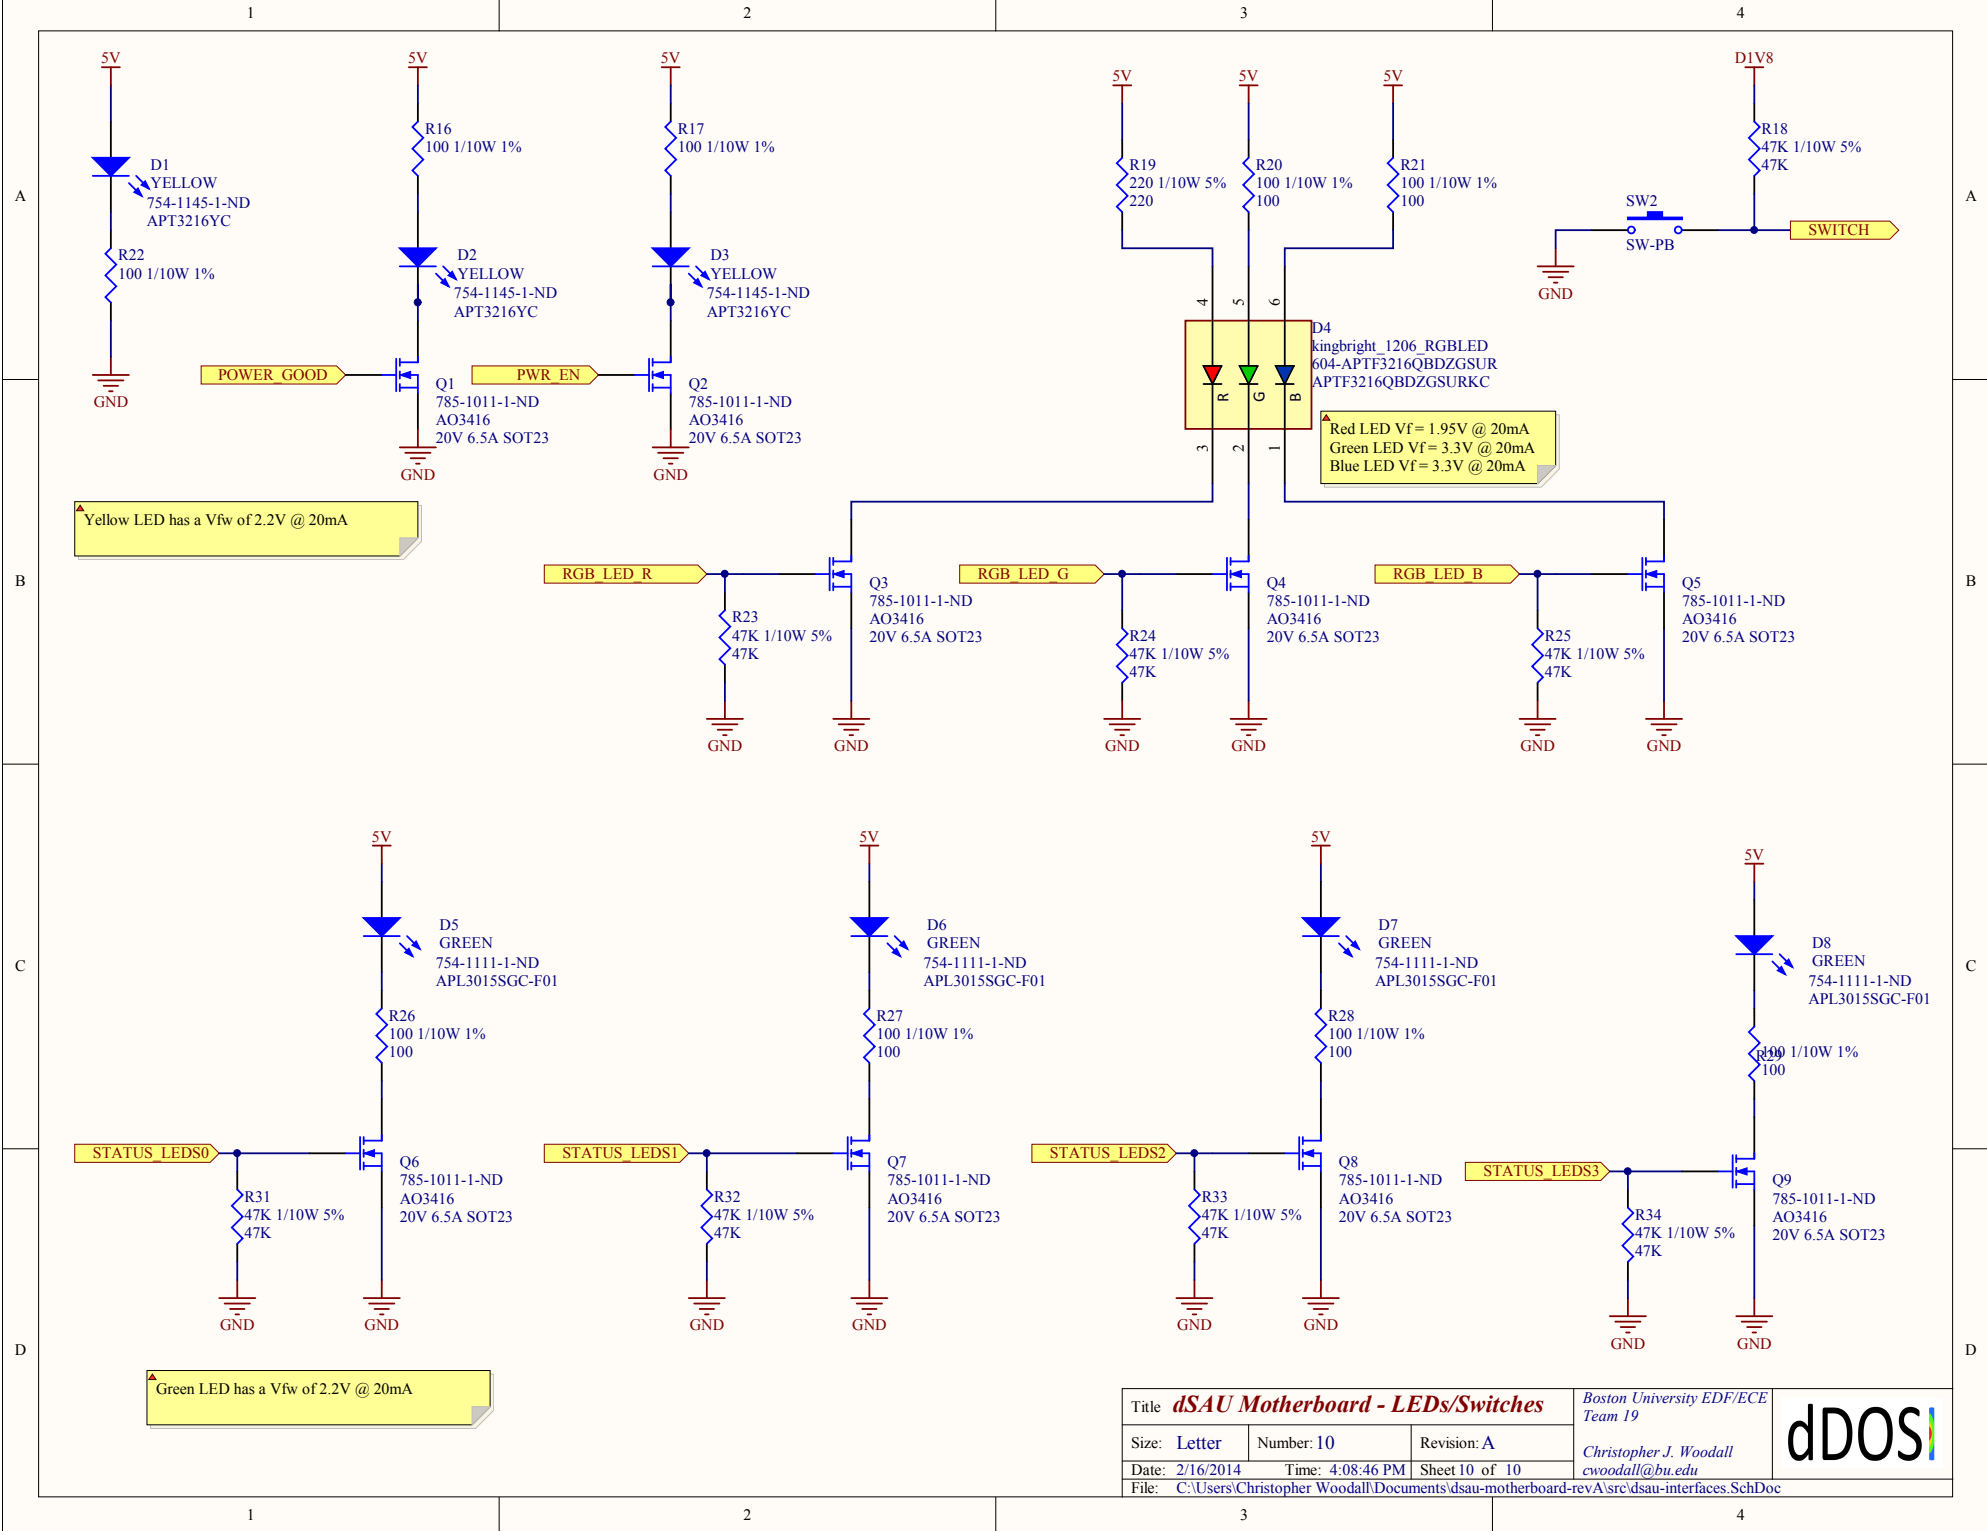 1
2
3
4
A
A
B
B
C
C
D
D
5V
D1
YELLOW
754-1145-1-ND
APT3216YC
R22
100 1/10W 1%
GND
5V
R16
100 1/10W 1%
D2
YELLOW
754-1145-1-ND
APT3216YC
POWER_GOOD
Q1
785-1011-1-ND
AO3416
20V 6.5A SOT23
GND
5V
R17
100 1/10W 1%
D3
YELLOW
754-1145-1-ND
APT3216YC
PWR_EN
Q2
785-1011-1-ND
AO3416
20V 6.5A SOT23
GND
Yellow LED has a Vfw of 2.2V @ 20mA
5V
R19
220 1/10W 5%
220
5V
R20
100 1/10W 1%
100
5V
R21
100 1/10W 1%
100
4
5
6
D4
kingbright_1206_RGBLED
604-APTF3216QBDZGSUR
APTF3216QBDZGSURKC
R
G
B
3
2
1
Red LED Vf = 1.95V @ 20mA
Green LED Vf = 3.3V @ 20mA
Blue LED Vf = 3.3V @ 20mA
D1V8
R18
47K 1/10W 5%
47K
SW2
SW-PB
SWITCH
GND
RGB_LED_R
R23
47K 1/10W 5%
47K
GND
Q3
785-1011-1-ND
AO3416
20V 6.5A SOT23
GND
RGB_LED_G
R24
47K 1/10W 5%
47K
GND
Q4
785-1011-1-ND
AO3416
20V 6.5A SOT23
GND
RGB_LED_B
R25
47K 1/10W 5%
47K
GND
Q5
785-1011-1-ND
AO3416
20V 6.5A SOT23
GND
5V
D5
GREEN
754-1111-1-ND
APL3015SGC-F01
R26
100 1/10W 1%
100
STATUS_LEDS0
R31
47K 1/10W 5%
47K
GND
Q6
785-1011-1-ND
AO3416
20V 6.5A SOT23
GND
5V
D6
GREEN
754-1111-1-ND
APL3015SGC-F01
R27
100 1/10W 1%
100
STATUS_LEDS1
R32
47K 1/10W 5%
47K
GND
Q7
785-1011-1-ND
AO3416
20V 6.5A SOT23
GND
5V
D7
GREEN
754-1111-1-ND
APL3015SGC-F01
R28
100 1/10W 1%
100
STATUS_LEDS2
R33
47K 1/10W 5%
47K
GND
Q8
785-1011-1-ND
AO3416
20V 6.5A SOT23
GND
5V
D8
GREEN
754-1111-1-ND
APL3015SGC-F01
R29
100 1/10W 1%
100
STATUS_LEDS3
R34
47K 1/10W 5%
47K
GND
Q9
785-1011-1-ND
AO3416
20V 6.5A SOT23
GND
Green LED has a Vfw of 2.2V @ 20mA
Title dSAU Motherboard - LEDs/Switches
Size: Letter
Number: 10
Revision: A
Date: 2/16/2014
Time: 4:08:46 PM
Sheet 10 of 10
File: C:\Users\Christopher Woodall\Documents\dsau-motherboard-revA\src\dsau-interfaces.SchDoc
Boston University EDF/ECE
Team 19
Christopher J. Woodall
cwoodall@bu.edu
dDOSI
1
2
3
4